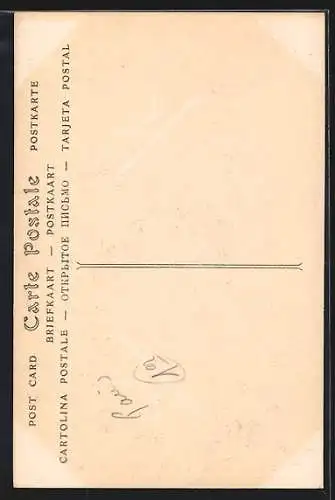 POST CARD Carte Postale POSTKARTE
BRIEFKAART — POSTKAART
CARTOLINA POSTALE — ОТКРЫТОЕ ПИСЬМО — TARJETA POSTAL